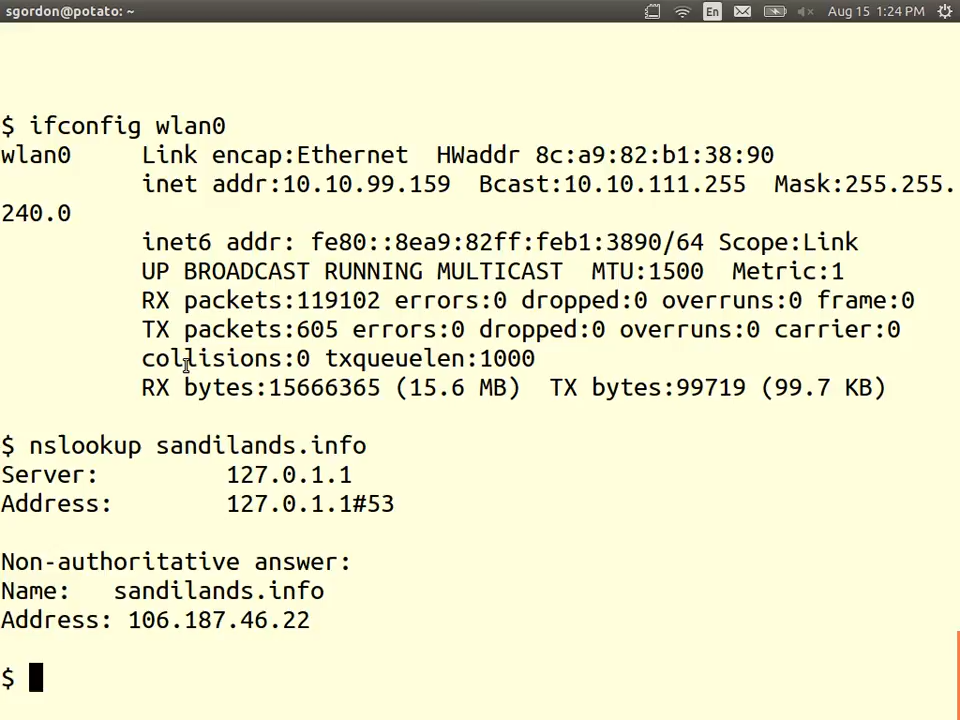 sgordon@potato: ~
En
Aug 15 1:24 PM
$ ifconfig wlan0
wlan0     Link encap:Ethernet  HWaddr 8c:a9:82:b1:38:90
          inet addr:10.10.99.159  Bcast:10.10.111.255  Mask:255.255.
240.0
          inet6 addr: fe80::8ea9:82ff:feb1:3890/64 Scope:Link
          UP BROADCAST RUNNING MULTICAST  MTU:1500  Metric:1
          RX packets:119102 errors:0 dropped:0 overruns:0 frame:0
          TX packets:605 errors:0 dropped:0 overruns:0 carrier:0
          collisions:0 txqueuelen:1000
          RX bytes:15666365 (15.6 MB)  TX bytes:99719 (99.7 KB)
$ nslookup sandilands.info
Server:         127.0.1.1
Address:        127.0.1.1#53
Non-authoritative answer:
Name:   sandilands.info
Address: 106.187.46.22
$